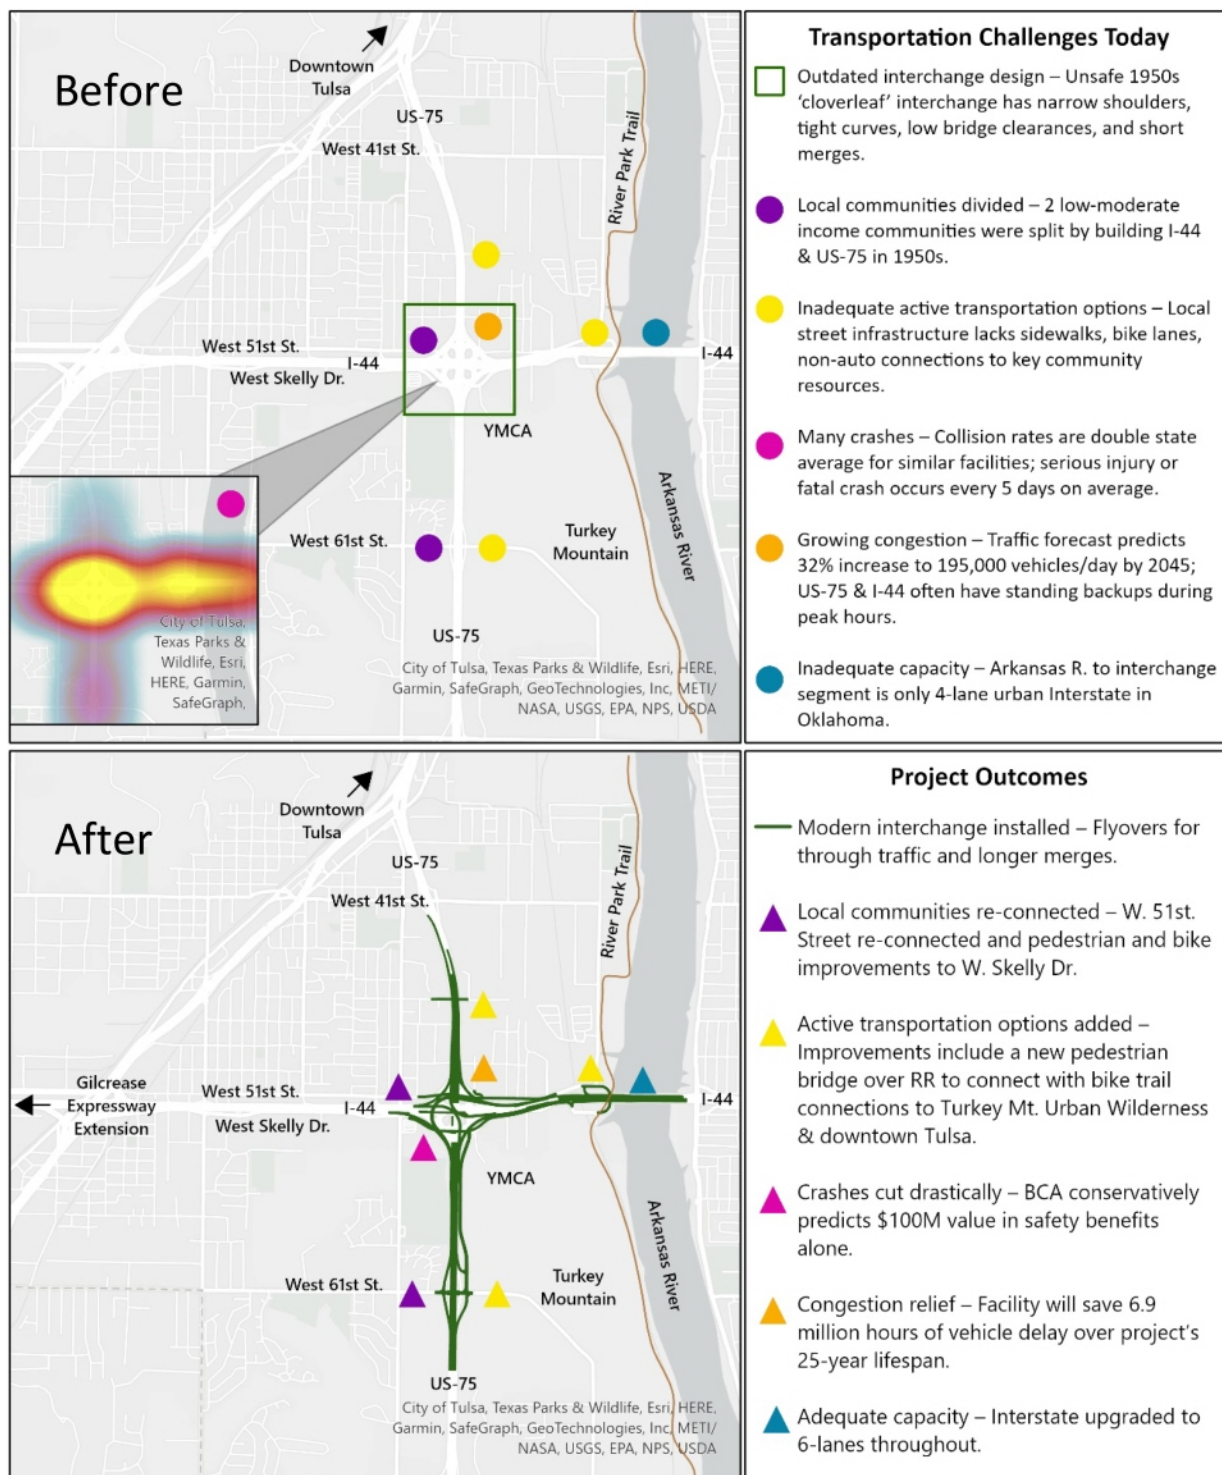 Before
Downtown
Tulsa
US-75
West 41st St.
River Park Trail
West 51st St.
I-44
West Skelly Dr.
I-44
YMCA
Arkansas River
West 61st St.
Turkey
Mountain
US-75
City of Tulsa,
Texas Parks &
Wildlife, Esri,
HERE, Garmin,
SafeGraph,
City of Tulsa, Texas Parks & Wildlife, Esri, HERE,
Garmin, SafeGraph, GeoTechnologies, Inc, METI/
NASA, USGS, EPA, NPS, USDA
Transportation Challenges Today
Outdated interchange design – Unsafe 1950s
‘cloverleaf’ interchange has narrow shoulders,
tight curves, low bridge clearances, and short
merges.
Local communities divided – 2 low-moderate
income communities were split by building I-44
& US-75 in 1950s.
Inadequate active transportation options – Local
street infrastructure lacks sidewalks, bike lanes,
non-auto connections to key community
resources.
Many crashes – Collision rates are double state
average for similar facilities; serious injury or
fatal crash occurs every 5 days on average.
Growing congestion – Traffic forecast predicts
32% increase to 195,000 vehicles/day by 2045;
US-75 & I-44 often have standing backups during
peak hours.
Inadequate capacity – Arkansas R. to interchange
segment is only 4-lane urban Interstate in
Oklahoma.
After
Downtown
Tulsa
US-75
West 41st St.
River Park Trail
Gilcrease
Expressway
Extension
West 51st St.
I-44
West Skelly Dr.
I-44
YMCA
Arkansas River
West 61st St.
Turkey
Mountain
US-75
City of Tulsa, Texas Parks & Wildlife, Esri, HERE,
Garmin, SafeGraph, GeoTechnologies, Inc, METI/
NASA, USGS, EPA, NPS, USDA
Project Outcomes
Modern interchange installed – Flyovers for
through traffic and longer merges.
Local communities re-connected – W. 51st.
Street re-connected and pedestrian and bike
improvements to W. Skelly Dr.
Active transportation options added –
Improvements include a new pedestrian
bridge over RR to connect with bike trail
connections to Turkey Mt. Urban Wilderness
& downtown Tulsa.
Crashes cut drastically – BCA conservatively
predicts $100M value in safety benefits
alone.
Congestion relief – Facility will save 6.9
million hours of vehicle delay over project’s
25-year lifespan.
Adequate capacity – Interstate upgraded to
6-lanes throughout.